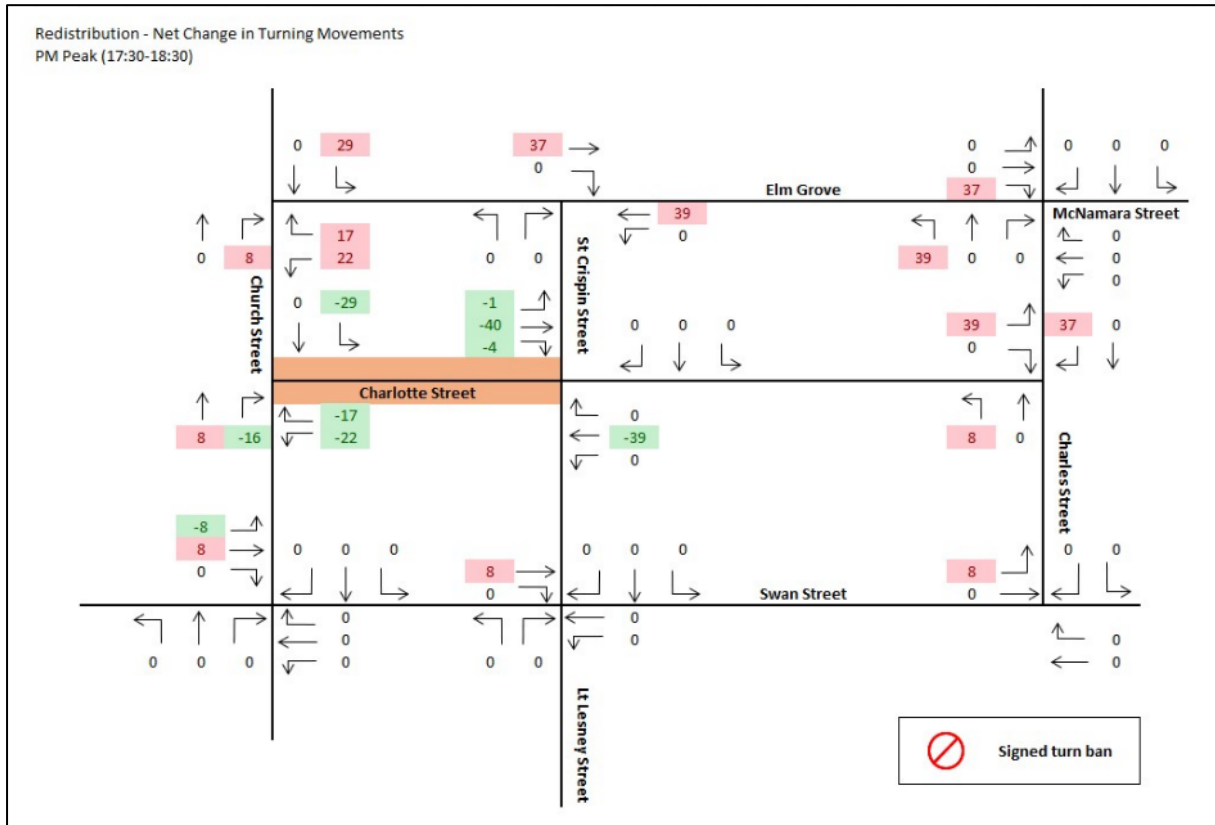 Redistribution - Net Change in Turning Movements
PM Peak (17:30-18:30)
0 29 37 0 0 0 0
0 0
Elm Grove 37
39 McNamara Street
17 0 0
0 8 22 0 0 39 0 0 0
0
Church Street
St Crispin Street
0 -29 -1
-40 0 0 0 39 37 0
-4 0
Charlotte Street
-17 0
8 -16 -22 -39 8 0
0
Charles Street
-8
8 0 0 0 0 0 0 0 0
0 8 8
0 Swan Street 0
0 0 0
0 0 0
0 0 0 0 0 0 0
Lt Lesney Street
Signed turn ban